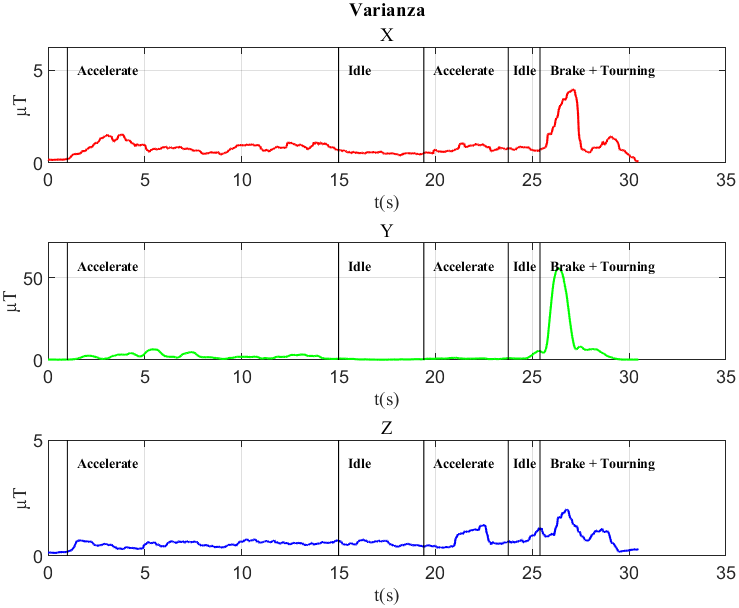 Varianza
X
Accelerate Idle Accelerate Idle Brake + Tourning
5
0
µT
0 5 10 15 20 25 30 35
t(s)
Y
Accelerate Idle Accelerate Idle Brake + Tourning
50
0
µT
0 5 10 15 20 25 30 35
t(s)
Z
5
Accelerate Idle Accelerate Idle Brake + Tourning
0
µT
0 5 10 15 20 25 30 35
t(s)